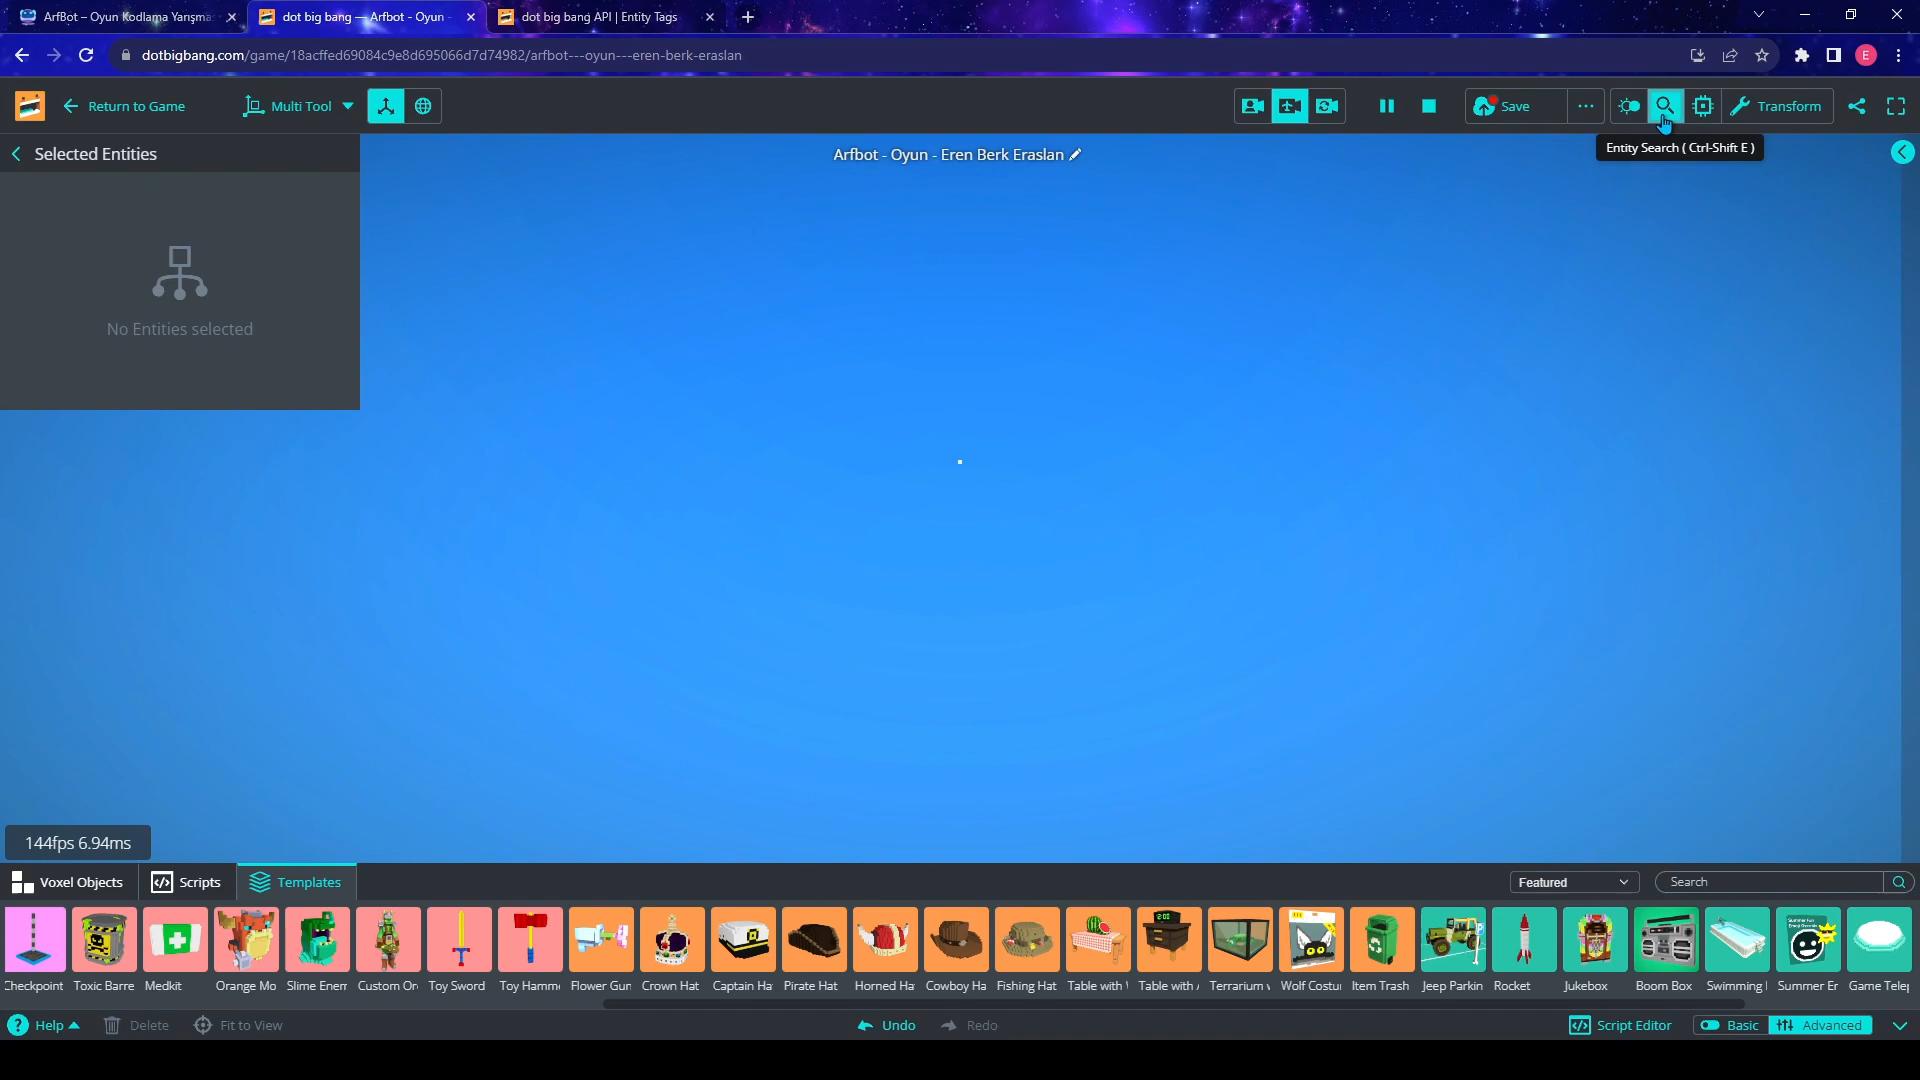 ArfBot – Oyun Kodlama Yarışma
dot big bang — Arfbot - Oyun -
dot big bang API | Entity Tags
dotbigbang.com/game/18acffed69084c9e8d695066d7d74982/arfbot---oyun---eren-berk-eraslan
E
Return to Game
Multi Tool
Save
Transform
Selected Entities
Arfbot - Oyun - Eren Berk Eraslan
Entity Search ( Ctrl-Shift E )
No Entities selected
144fps 6.94ms
Voxel Objects
Scripts
Templates
Featured
Search
Checkpoint
Toxic Barre
Medkit
Orange Mo
Slime Enem
Custom Or
Toy Sword
Toy Hamme
Flower Gun
Crown Hat
Captain Ha
Pirate Hat
Horned Ha
Cowboy Ha
Fishing Hat
Table with
Table with
Terrarium
Wolf Costu
Item Trash
Jeep Parkin
Rocket
Jukebox
Boom Box
Swimming
Summer Er
Game Tele
? Help
Delete
Fit to View
Undo
Redo
Script Editor
Basic
Advanced